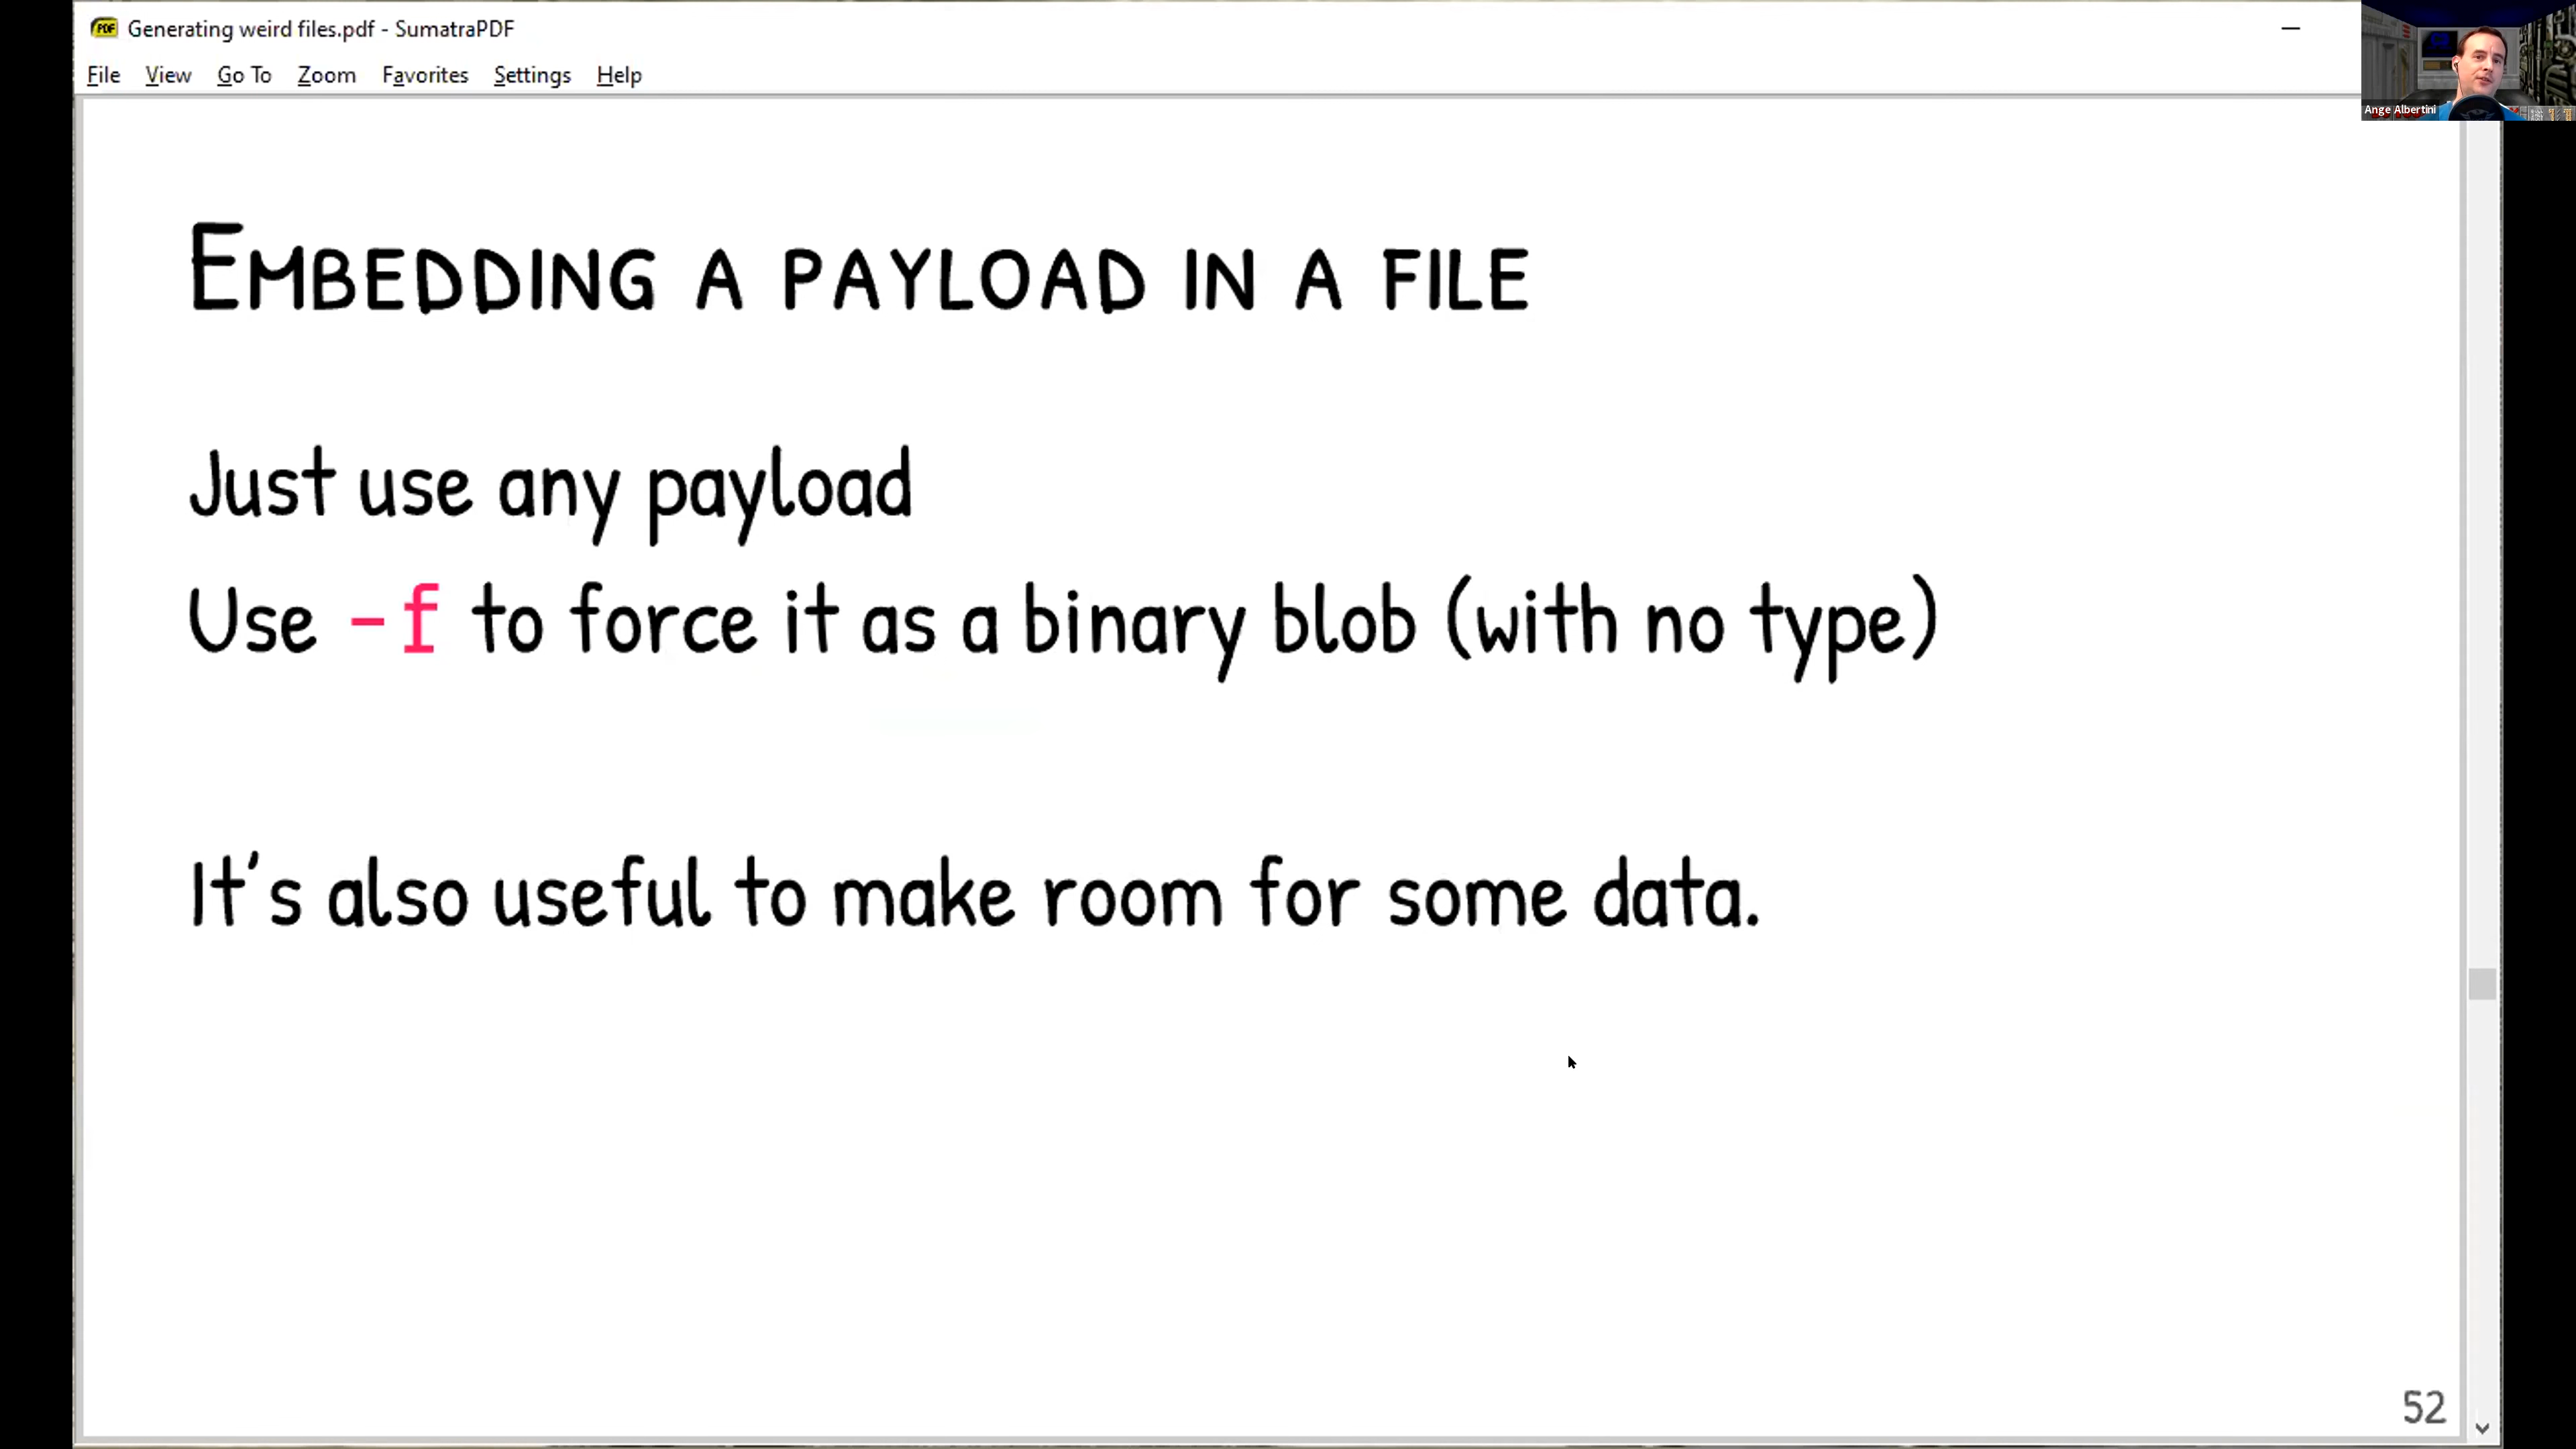 Generating weird files.pdf - SumatraPDF
File View Go To Zoom Favorites Settings Help
Ange Albertini
EMBEDDING A PAYLOAD IN A FILE
Just use any payload
Use -f to force it as a binary blob (with no type)
It's also useful to make room for some data.
52